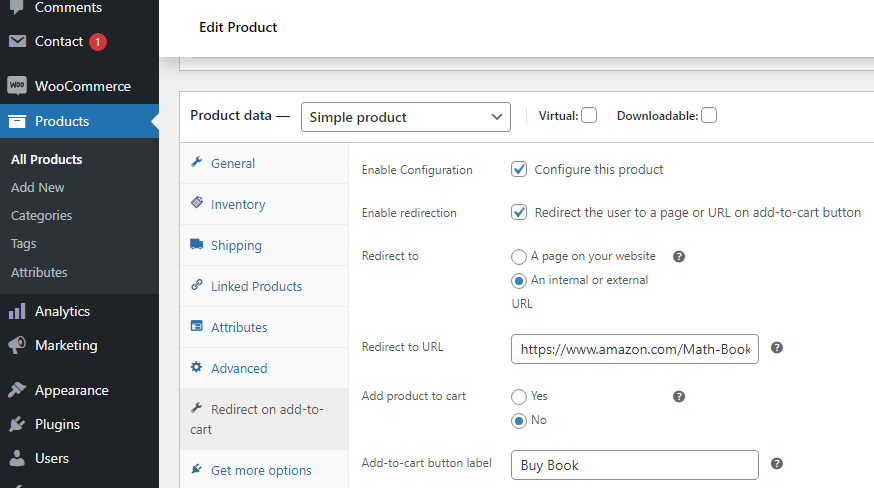 Comments
Contact 1
WOO WooCommerce
Products
All Products
Add New
Categories
Tags
Attributes
Analytics
Marketing
Appearance
Plugins
Users
Edit Product
Product data — Simple product Virtual: Downloadable:
General
Inventory
Shipping
Linked Products
Attributes
Advanced
Redirect on add-to-
cart
Get more options
Enable Configuration Configure this product
Enable redirection Redirect the user to a page or URL on add-to-cart button
Redirect to A page on your website ?
An internal or external
URL
Redirect to URL https://www.amazon.com/Math-Book ?
Add product to cart Yes ?
No
Add-to-cart button label Buy Book ?